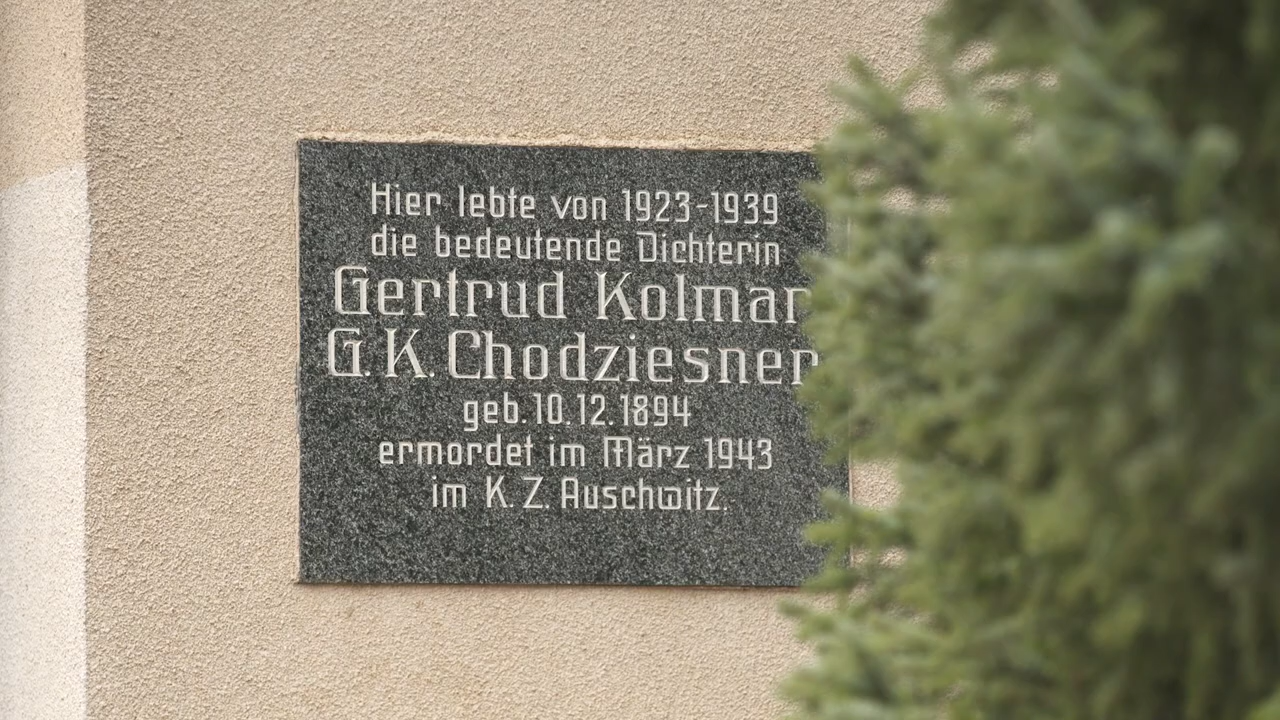 Hier lebte von 1923-1939
die bedeutende Dichterin
Gertrud Kolmar
G.K. Chodziesner
geb. 10.12.1894
ermordet im März 1943
im K.Z. Auschwitz.